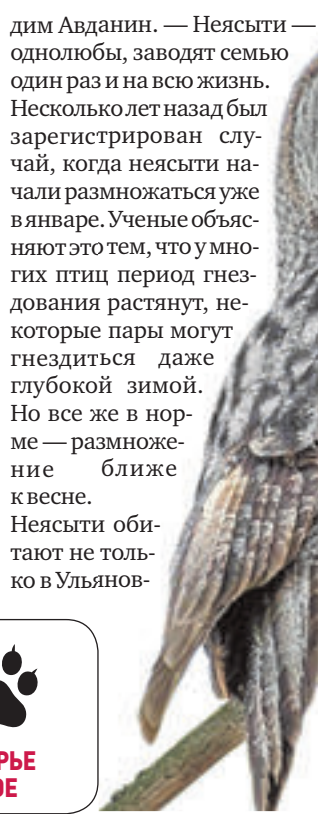 дим Авданин. — Неясыти —
однолюбы, заводят семью
один раз и на всю жизнь.
Несколько лет назад был
зарегистрирован слу-
чай, когда неясыти на-
чали размножаться уже
в январе. Ученые объяс-
няют это тем, что у мно-
гих птиц период гнез-
дования растянут, не-
которые пары могут
гнездиться даже
глубокой зимой.
Но все же в нор-
ме — размноже-
ние ближе
к весне.
Неясыти оби-
тают не толь-
ко в Ульянов-
РЬЕ
ОЕ